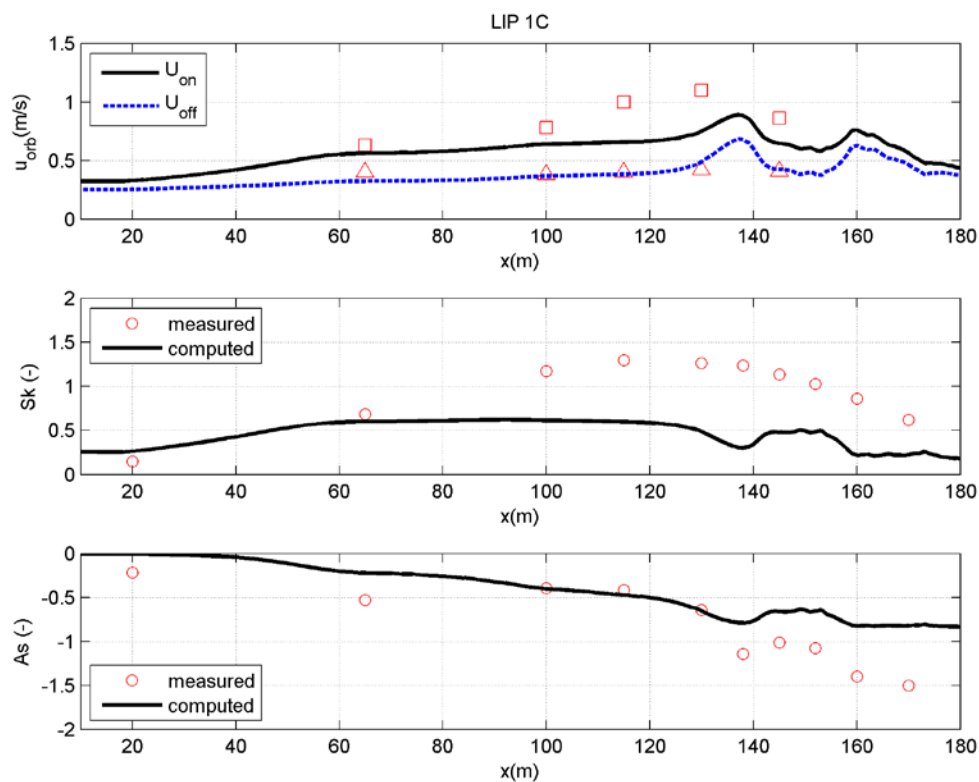 LIP 1C
1.5
1
0.5
0
u_orb(m/s)
U_on
U_off
20 40 60 80 100 120 140 160 180
x(m)
2
1.5
1
0.5
0
Sk (-)
measured
computed
20 40 60 80 100 120 140 160 180
x(m)
0
-0.5
-1
-1.5
-2
As (-)
measured
computed
20 40 60 80 100 120 140 160 180
x(m)